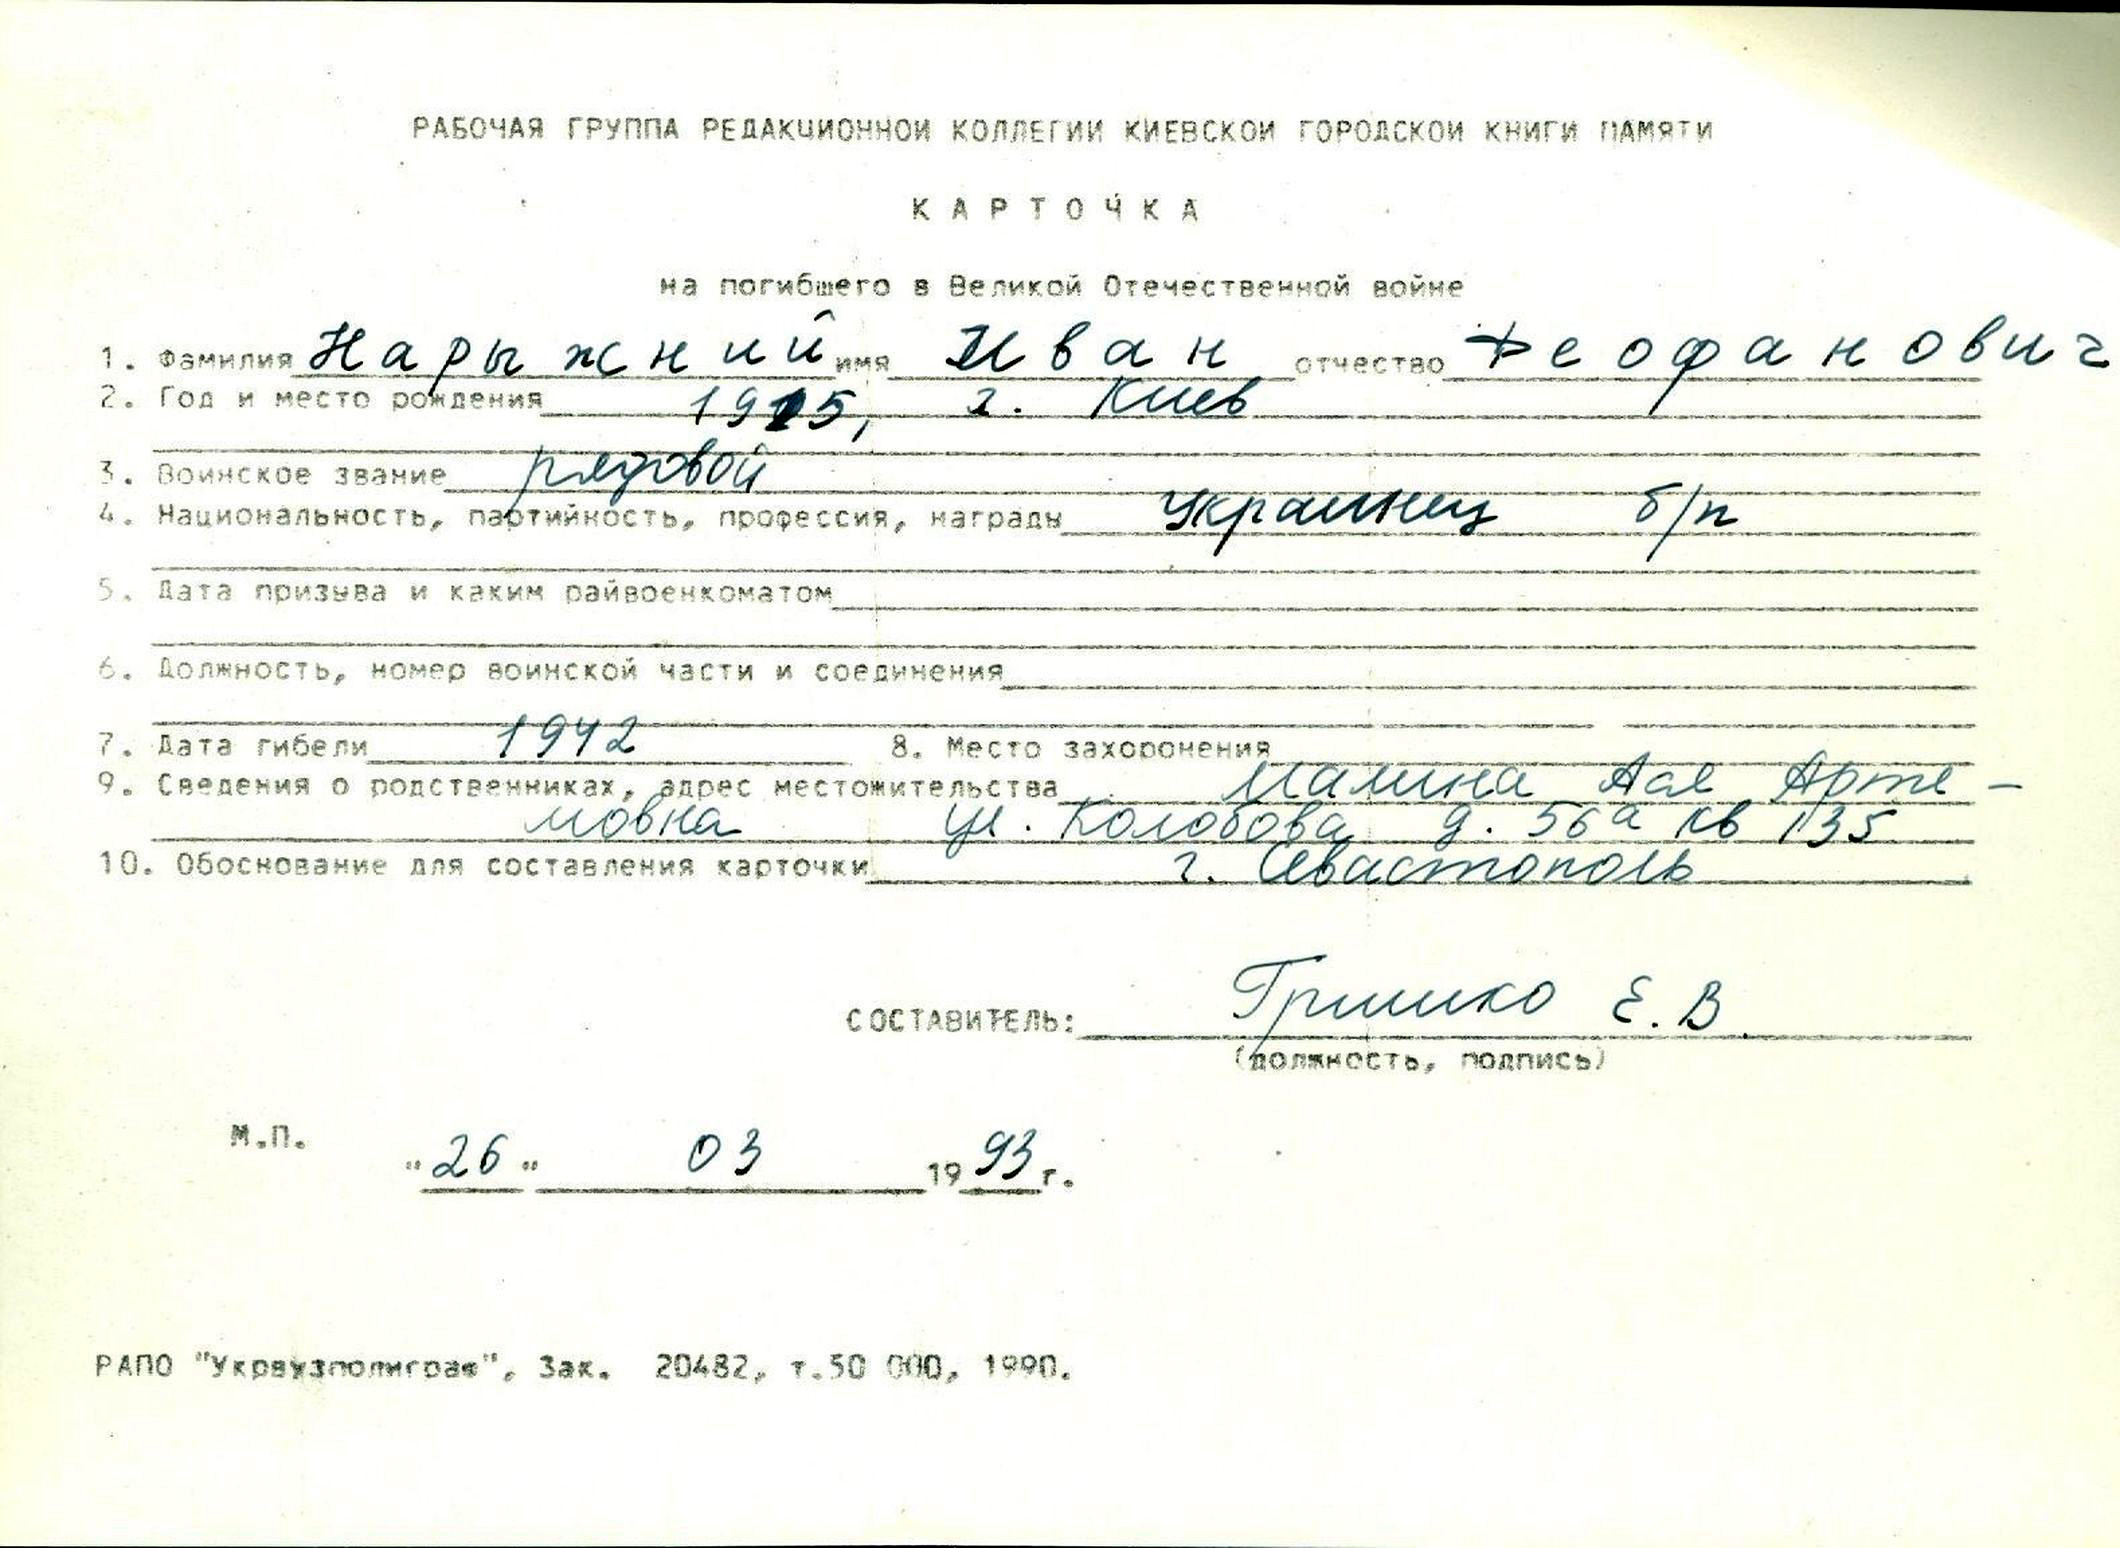 РАБОЧАЯ ГРУППА РЕДАКЦИОННОЙ КОЛЛЕГИИ КИЕВСКОЙ ГОРОДСКОЙ КНИГИ ПАМЯТИ
КАРТОЧКА
на погибшего в Великой Отечественной войне
1. Фамилия Нарыжний имя Иван отчество Феофанович
2. Год и место рождения 1915, г. Киев
3. Воинское звание рядовой
4. Национальность, партийность, профессия, награды украинец б/п
5. Дата призыва и каким райвоенкоматом
6. Должность, номер воинской части и соединения
7. Дата гибели 1942 8. Место захоронения
9. Сведения о родственниках, адрес местожительства Малина Ася Арте-
мовна ул. Колобова д. 56а кв 135
10. Обоснование для составления карточки г. Севастополь
СОСТАВИТЕЛЬ: Гришко Е.В.
(должность, подпись)
М.П.
"26" 03 1993г.
РАПО "Укрвузполиграф", Зак. 20482, т.50 000, 1990.